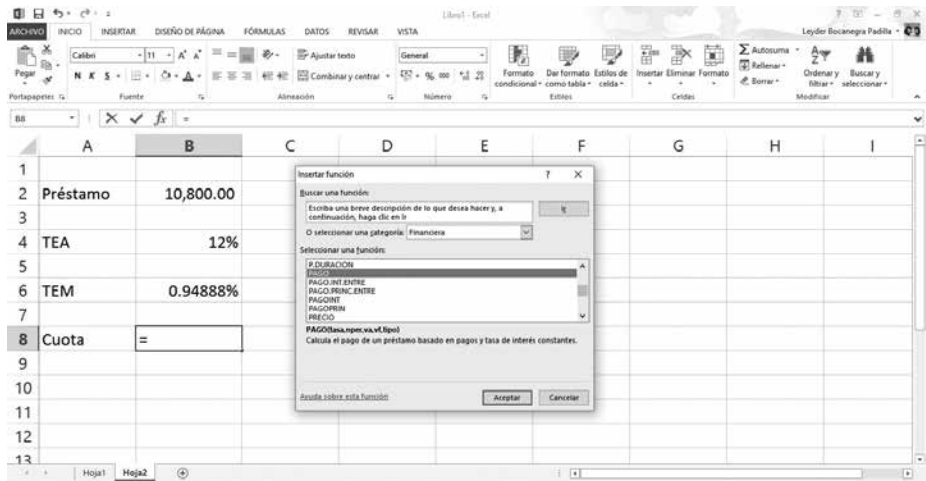 Libro1 - Excel
ARCHIVO INICIO INSERTAR DISEÑO DE PÁGINA FÓRMULAS DATOS REVISAR VISTA Leyder Bocanegra Padilla
Calibri 11 Ajustar texto General Autosuma
Pegar N K S Combinar y centrar % 000 Formato condicional Dar formato como tabla Estilos de celda Insertar Eliminar Formato Rellenar Borrar Ordenar y filtrar Buscar y seleccionar
Portapapeles Fuente Alineación Número Estilos Celdas Modificar
B8 fx =
A B C D E F G H I
1
2 Préstamo 10,800.00
3
4 TEA 12%
5
6 TEM 0.94888%
7
8 Cuota =
9
10
11
12
13
Insertar función ? X
Buscar una función:
Escriba una breve descripción de lo que desea hacer y, a
continuación, haga clic en Ir
Ir
O seleccionar una categoría: Financiera
Seleccionar una función:
P.DURACION
PAGO
PAGO.INT.ENTRE
PAGO.PRINC.ENTRE
PAGOINT
PAGOPRIN
PRECIO
PAGO(tasa,nper,va,vf,tipo)
Calcula el pago de un préstamo basado en pagos y tasa de interés constantes.
Ayuda sobre esta función Aceptar Cancelar
Hoja1 Hoja2